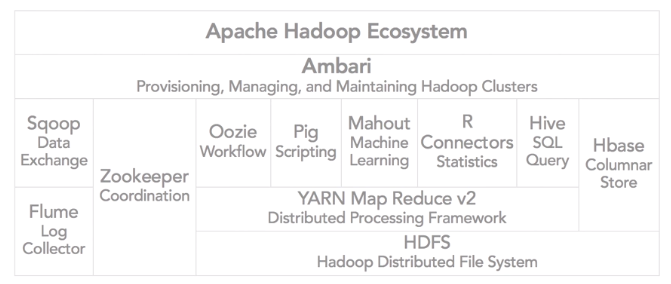 Apache Hadoop Ecosystem
Ambari
Provisioning, Managing, and Maintaining Hadoop Clusters
Sqoop
Data
Exchange
Zookeeper
Coordination
Oozie
Workflow
Pig
Scripting
Mahout
Machine
Learning
R
Connectors
Statistics
Hive
SQL
Query
Hbase
Columnar
Store
Flume
Log
Collector
YARN Map Reduce v2
Distributed Processing Framework
HDFS
Hadoop Distributed File System